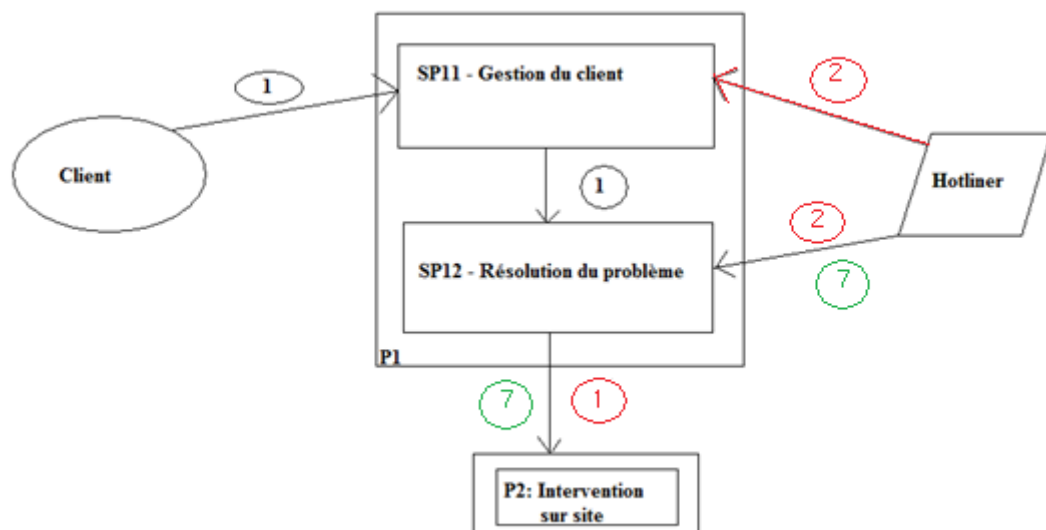 SP11 - Gestion du client
2
1
Client
Hotliner
1
2
SP12 - Résolution du problème
7
P1
7
1
P2: Intervention
sur site